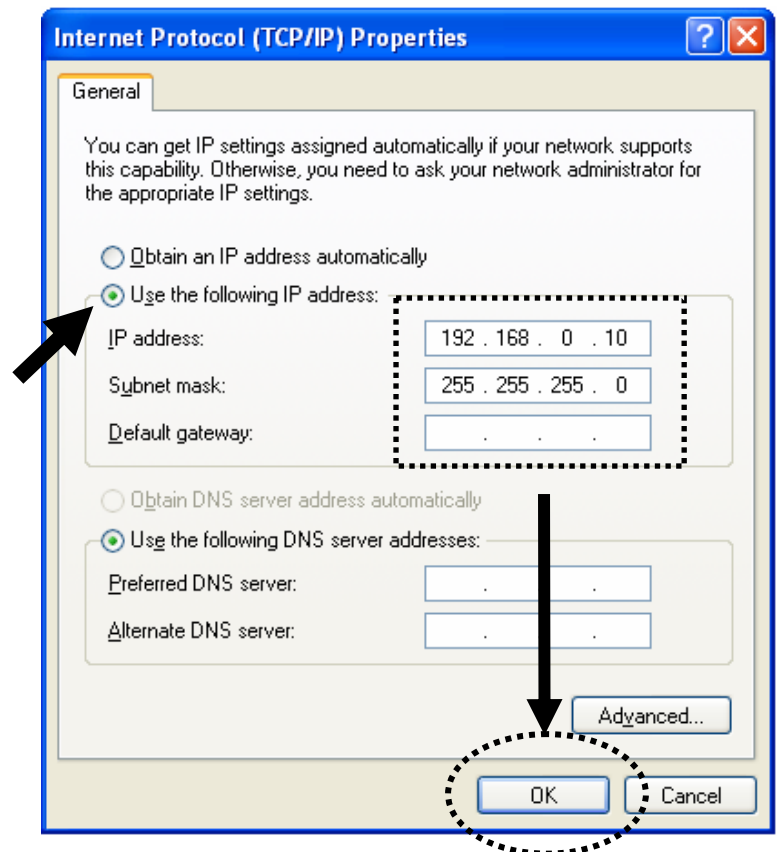 Internet Protocol (TCP/IP) Properties
General
You can get IP settings assigned automatically if your network supports
this capability. Otherwise, you need to ask your network administrator for
the appropriate IP settings.
Obtain an IP address automatically
Use the following IP address:
IP address: 192 . 168 . 0 . 10
Subnet mask: 255 . 255 . 255 . 0
Default gateway: . . .
Obtain DNS server address automatically
Use the following DNS server addresses:
Preferred DNS server: . . .
Alternate DNS server: . . .
Advanced...
OK Cancel